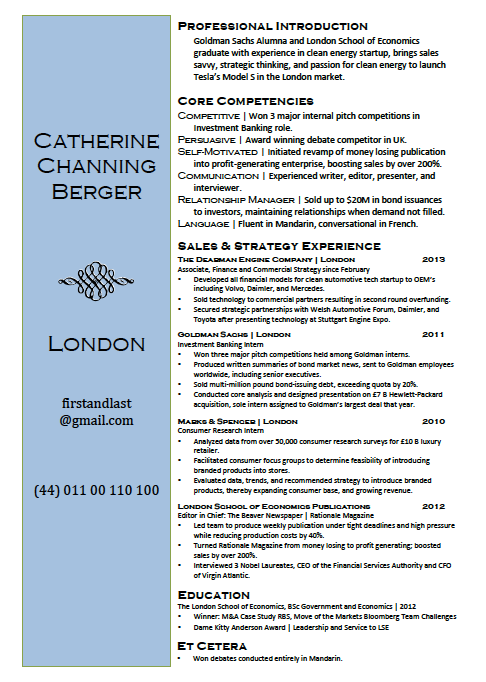 CATHERINE
CHANNING
BERGER
LONDON
firstandlast
@gmail.com
(44) 011 00 110 100
PROFESSIONAL INTRODUCTION
Goldman Sachs Alumna and London School of Economics
graduate with experience in clean energy startup, brings sales
savvy, strategic thinking, and passion for clean energy to launch
Tesla's Model S in the London market.
CORE COMPETENCIES
COMPETITIVE | Won 3 major internal pitch competitions in
Investment Banking role.
PERSUASIVE | Award winning debate competitor in UK.
SELF-MOTIVATED | Initiated revamp of money losing publication
into profit-generating enterprise, boosting sales by over 200%.
COMMUNICATION | Experienced writer, editor, presenter, and
interviewer.
RELATIONSHIP MANAGER | Sold up to $20M in bond issuances
to investors, maintaining relationships when demand not filled.
LANGUAGE | Fluent in Mandarin, conversational in French.
SALES & STRATEGY EXPERIENCE
THE DEARMAN ENGINE COMPANY | LONDON 2013
Associate, Finance and Commercial Strategy since February
• Developed all financial models for clean automotive tech startup to OEM's
including Volvo, Daimler, and Mercedes.
• Sold technology to commercial partners resulting in second round overfunding.
• Secured strategic partnerships with Welsh Automotive Forum, Daimler, and
Toyota after presenting technology at Stuttgart Engine Expo.
GOLDMAN SACHS | LONDON 2011
Investment Banking Intern
• Won three major pitch competitions held among Goldman interns.
• Produced written summaries of bond market news, sent to Goldman employees
worldwide, including senior executives.
• Sold multi-million pound bond-issuing debt, exceeding quota by 20%.
• Conducted core analysis and designed presentation on £7 B Hewlett-Packard
acquisition, sole intern assigned to Goldman's largest deal that year.
MARKS & SPENCER | LONDON 2010
Consumer Research Intern
• Analyzed data from over 50,000 consumer research surveys for £10 B luxury
retailer.
• Facilitated consumer focus groups to determine feasibility of introducing
branded products into stores.
• Evaluated data, trends, and recommended strategy to introduce branded
products, thereby expanding consumer base, and growing revenue.
LONDON SCHOOL OF ECONOMICS PUBLICATIONS 2012
Editor in Chief: The Beaver Newspaper | Rationale Magazine
• Led team to produce weekly publication under tight deadlines and high pressure
while reducing production costs by 40%.
• Turned Rationale Magazine from money losing to profit generating; boosted
sales by over 200%.
• Interviewed 3 Nobel Laureates, CEO of the Financial Services Authority and CFO
of Virgin Atlantic.
EDUCATION
The London School of Economics, BSc Government and Economics | 2012
• Winner: M&A Case Study RBS, Move of the Markets Bloomberg Team Challenges
• Dame Kitty Anderson Award | Leadership and Service to LSE
ET CETERA
• Won debates conducted entirely in Mandarin.